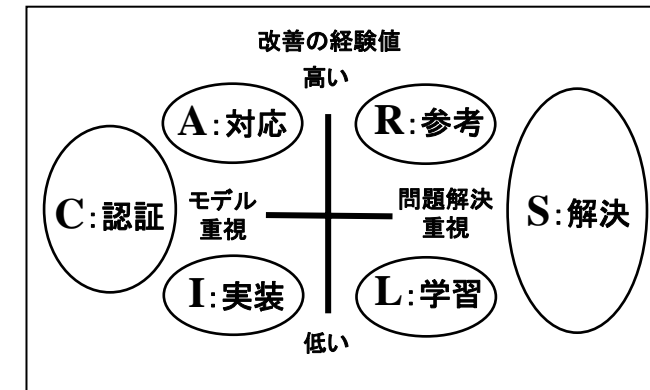 改善の経験値
高い
A:対応
R:参考
C:認証
モデル
重視
問題解決
重視
S:解決
I:実装
L:学習
低い